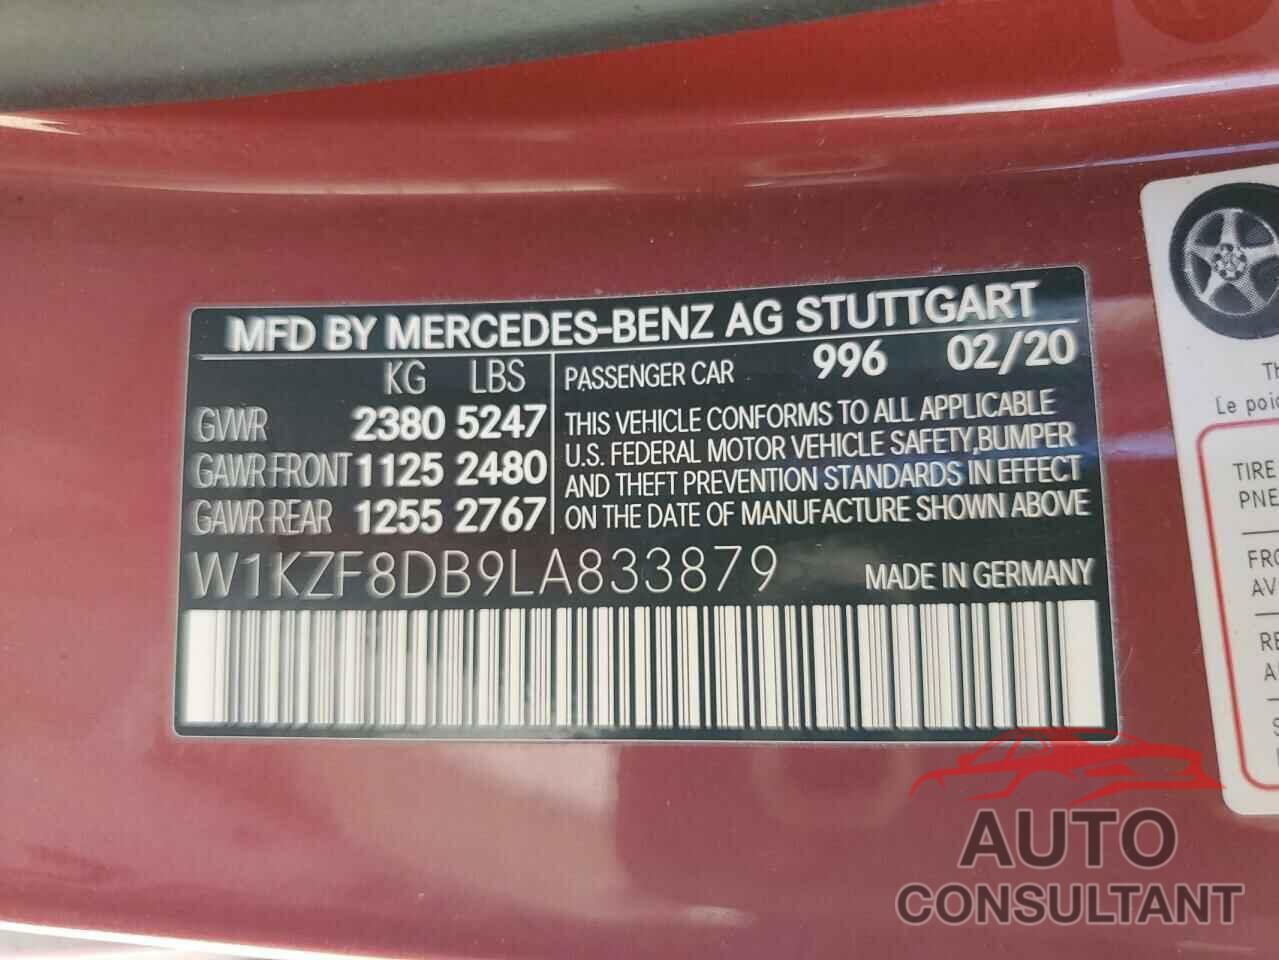 MFD BY MERCEDES-BENZ AG STUTTGART
KG LBS
GVWR 2380 5247
GAWR FRONT 1125 2480
GAWR REAR 1255 2767
PASSENGER CAR 996 02/20
THIS VEHICLE CONFORMS TO ALL APPLICABLE
U.S. FEDERAL MOTOR VEHICLE SAFETY,BUMPER
AND THEFT PREVENTION STANDARDS IN EFFECT
ON THE DATE OF MANUFACTURE SHOWN ABOVE
W1KZF8DB9LA833879 MADE IN GERMANY
Th
Le poid
TIRE
PNE
FRO
AV
RE
A
S
AUTO
CONSULTANT